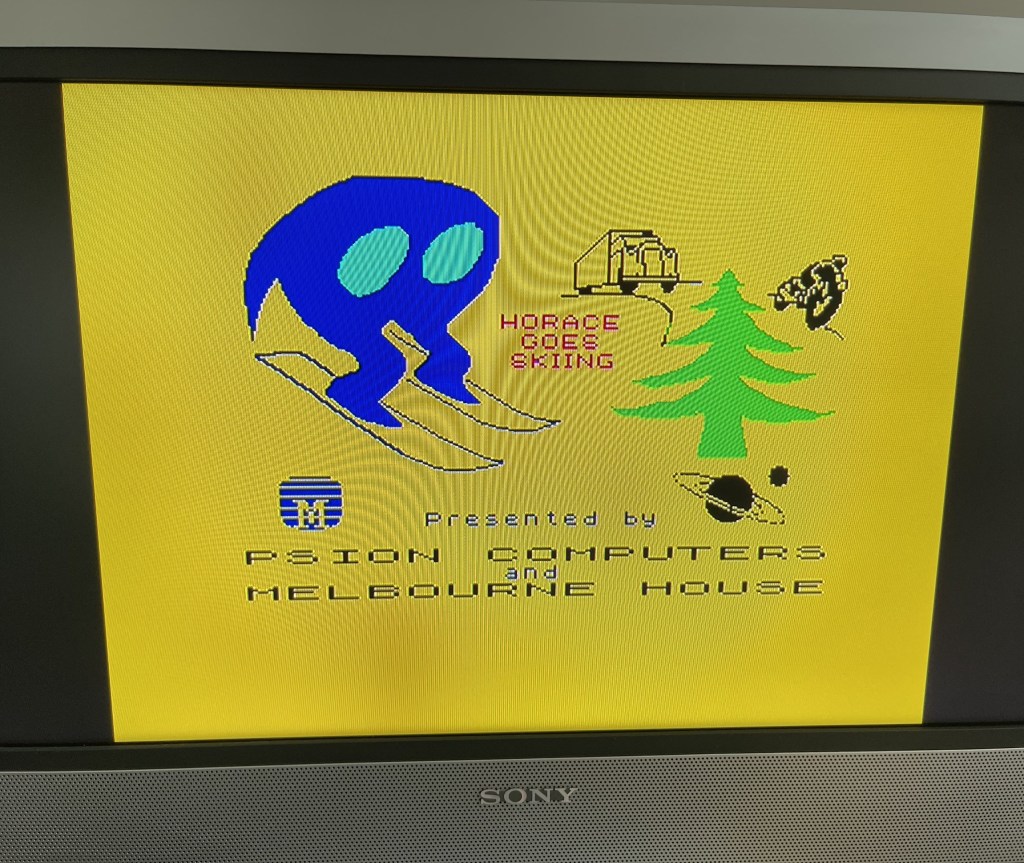 HORACE
GOES
SKIING
M
Presented by
PSION COMPUTERS
and
MELBOURNE HOUSE
SONY